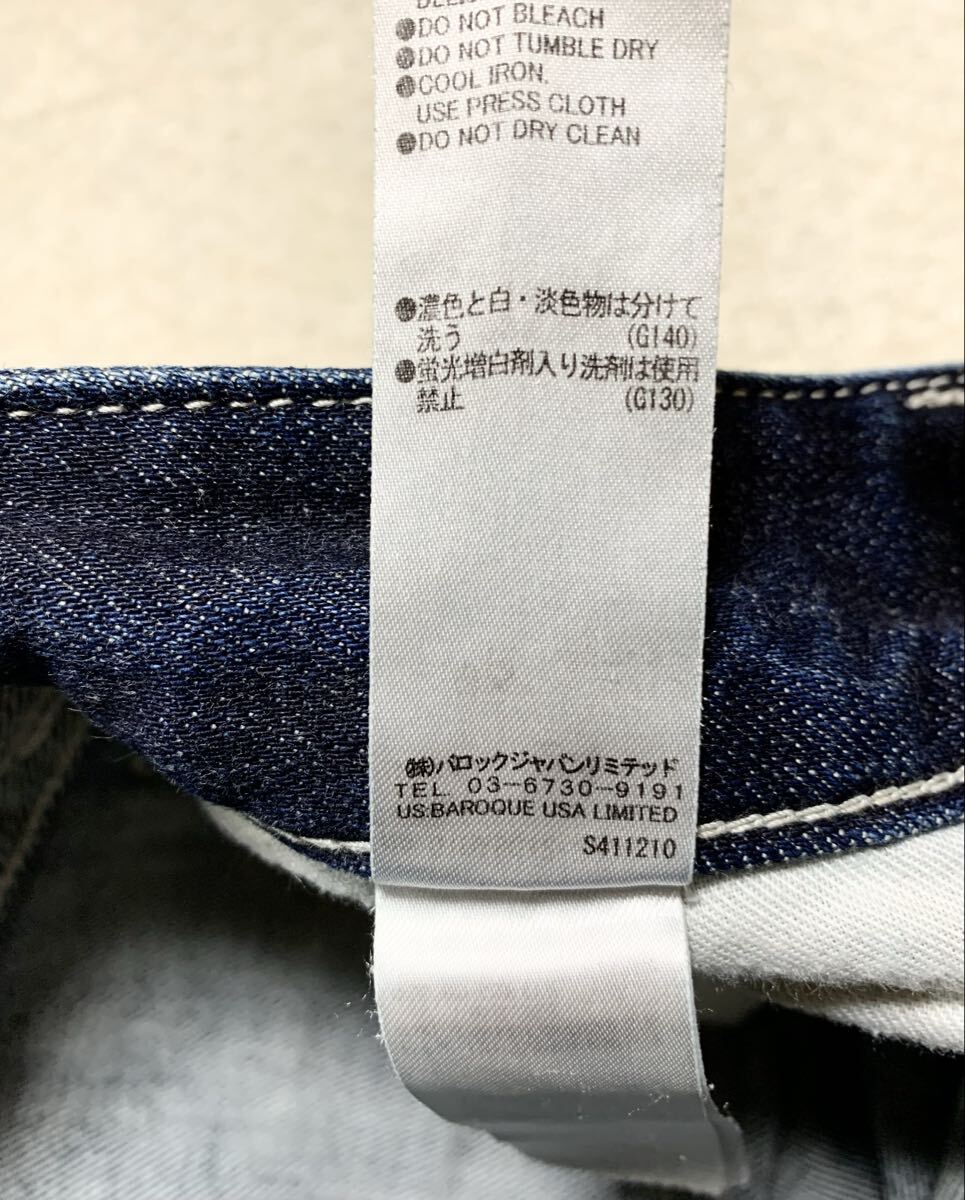 ●DO NOT BLEACH
●DO NOT TUMBLE DRY
●COOL IRON.
USE PRESS CLOTH
●DO NOT DRY CLEAN
●濃色と白・淡色物は分けて
洗う (G140)
●蛍光増白剤入り洗剤は使用
禁止 (G130)
㈱バロックジャパンリミテッド
TEL. 03-6730-9191
US:BAROQUE USA LIMITED
S411210